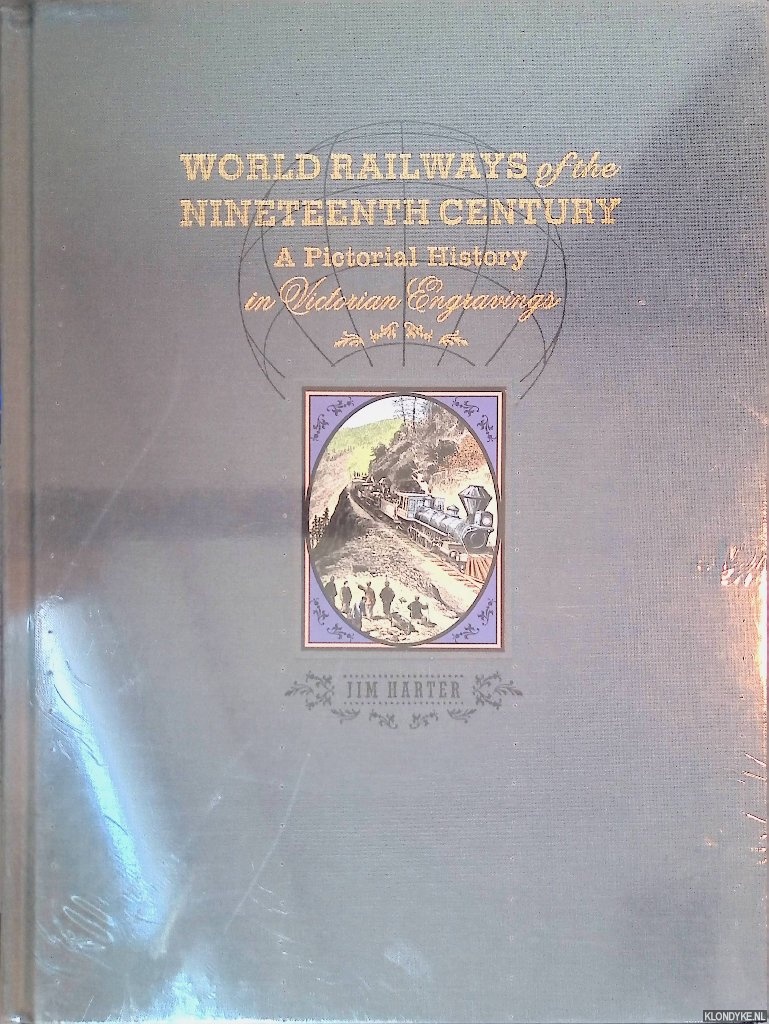 WORLD RAILWAYS of the
NINETEENTH CENTURY
A Pictorial History
in Victorian Engravings
JIM HARTER
KLONDYKE.NL